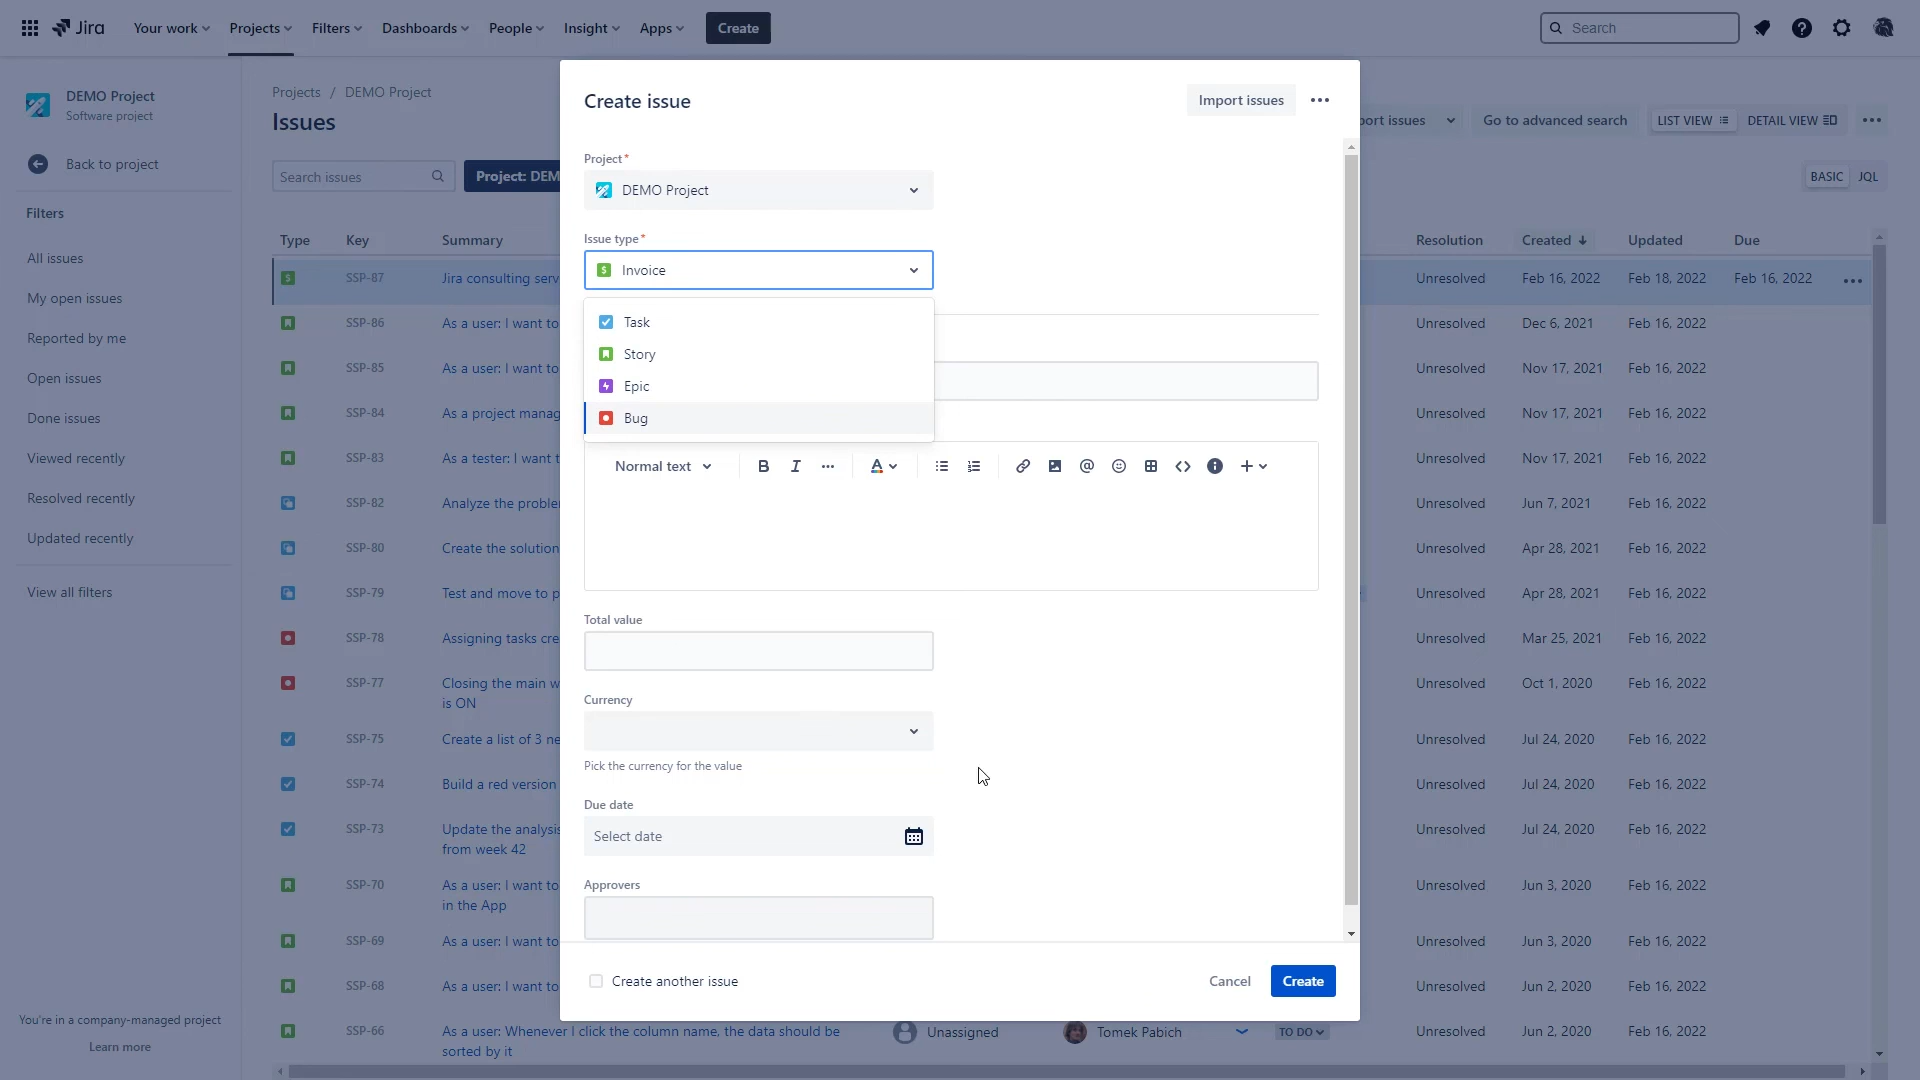 Jira
Your work
Projects
Filters
Dashboards
People
Insight
Apps
Create
Search
DEMO Project
Software project
Back to project
Filters
All issues
My open issues
Reported by me
Open issues
Done issues
Viewed recently
Resolved recently
Updated recently
View all filters
You're in a company-managed project
Learn more
Projects / DEMO Project
Issues
Search issues
Project: DEM
port issues
Go to advanced search
LIST VIEW
DETAIL VIEW
BASIC
JQL
Type Key Summary Resolution Created Updated Due
SSP-87 Jira consulting serv Unresolved Feb 16, 2022 Feb 18, 2022 Feb 16, 2022
SSP-86 As a user: I want to Unresolved Dec 6, 2021 Feb 16, 2022
SSP-85 As a user: I want to Unresolved Nov 17, 2021 Feb 16, 2022
SSP-84 As a project manag Unresolved Nov 17, 2021 Feb 16, 2022
SSP-83 As a tester: I want t Unresolved Nov 17, 2021 Feb 16, 2022
SSP-82 Analyze the problem Unresolved Jun 7, 2021 Feb 16, 2022
SSP-80 Create the solution Unresolved Apr 28, 2021 Feb 16, 2022
SSP-79 Test and move to p Unresolved Apr 28, 2021 Feb 16, 2022
SSP-78 Assigning tasks cre Unresolved Mar 25, 2021 Feb 16, 2022
SSP-77 Closing the main w Unresolved Oct 1, 2020 Feb 16, 2022
is ON
SSP-75 Create a list of 3 ne Unresolved Jul 24, 2020 Feb 16, 2022
SSP-74 Build a red version Unresolved Jul 24, 2020 Feb 16, 2022
SSP-73 Update the analysis Unresolved Jul 24, 2020 Feb 16, 2022
from week 42
SSP-70 As a user: I want to Unresolved Jun 3, 2020 Feb 16, 2022
in the App
SSP-69 As a user: I want to Unresolved Jun 3, 2020 Feb 16, 2022
SSP-68 As a user: I want to Unresolved Jun 2, 2020 Feb 16, 2022
SSP-66 As a user: Whenever I click the column name, the data should be Unassigned Tomek Pabich TO DO Unresolved Jun 2, 2020 Feb 16, 2022
sorted by it
Create issue
Import issues
Project*
DEMO Project
Issue type*
Invoice
Task
Story
Epic
Bug
Normal text
B I A
Total value
Currency
Pick the currency for the value
Due date
Select date
Approvers
Create another issue
Cancel
Create